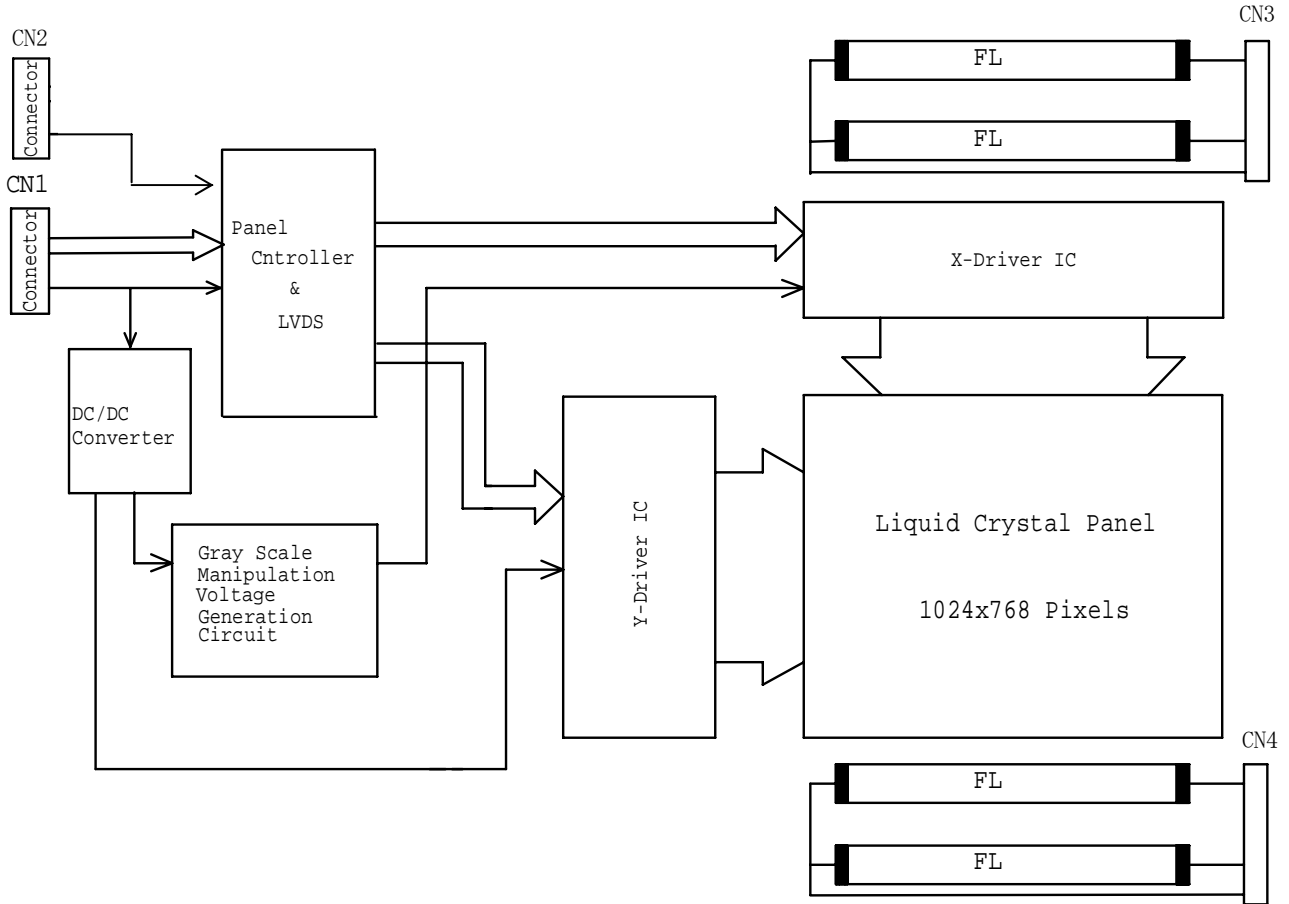 CN3
FL
FL
CN2
Connector
CN1
Connector
Panel
Cntroller
&
LVDS
X-Driver IC
DC/DC
Converter
Gray Scale
Manipulation
Voltage
Generation
Circuit
Y-Driver IC
Liquid Crystal Panel
1024x768 Pixels
CN4
FL
FL